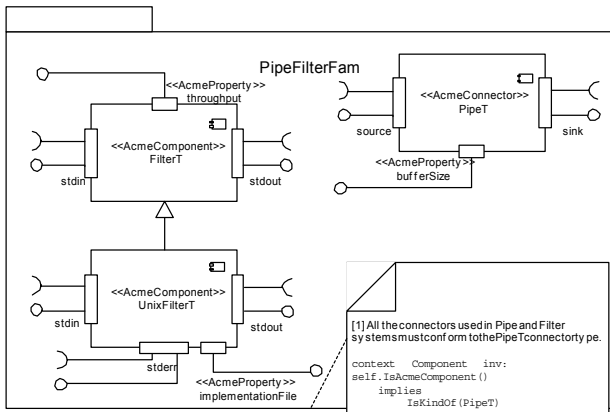 PipeFilterFam
<<AcmeProperty>>
throughput
<<AcmeComponent>>
FilterT
stdin
stdout
<<AcmeConnector>>
PipeT
source
sink
<<AcmeProperty>>
bufferSize
<<AcmeComponent>>
UnixFilterT
stdin
stdout
stderr
<<AcmeProperty>>
implementationFile
[1] All the connectors used in Pipe and Filter
systems must conform to the PipeT connector type.
context Component inv:
self.IsAcmeComponent()
implies
IsKindOf(PipeT)